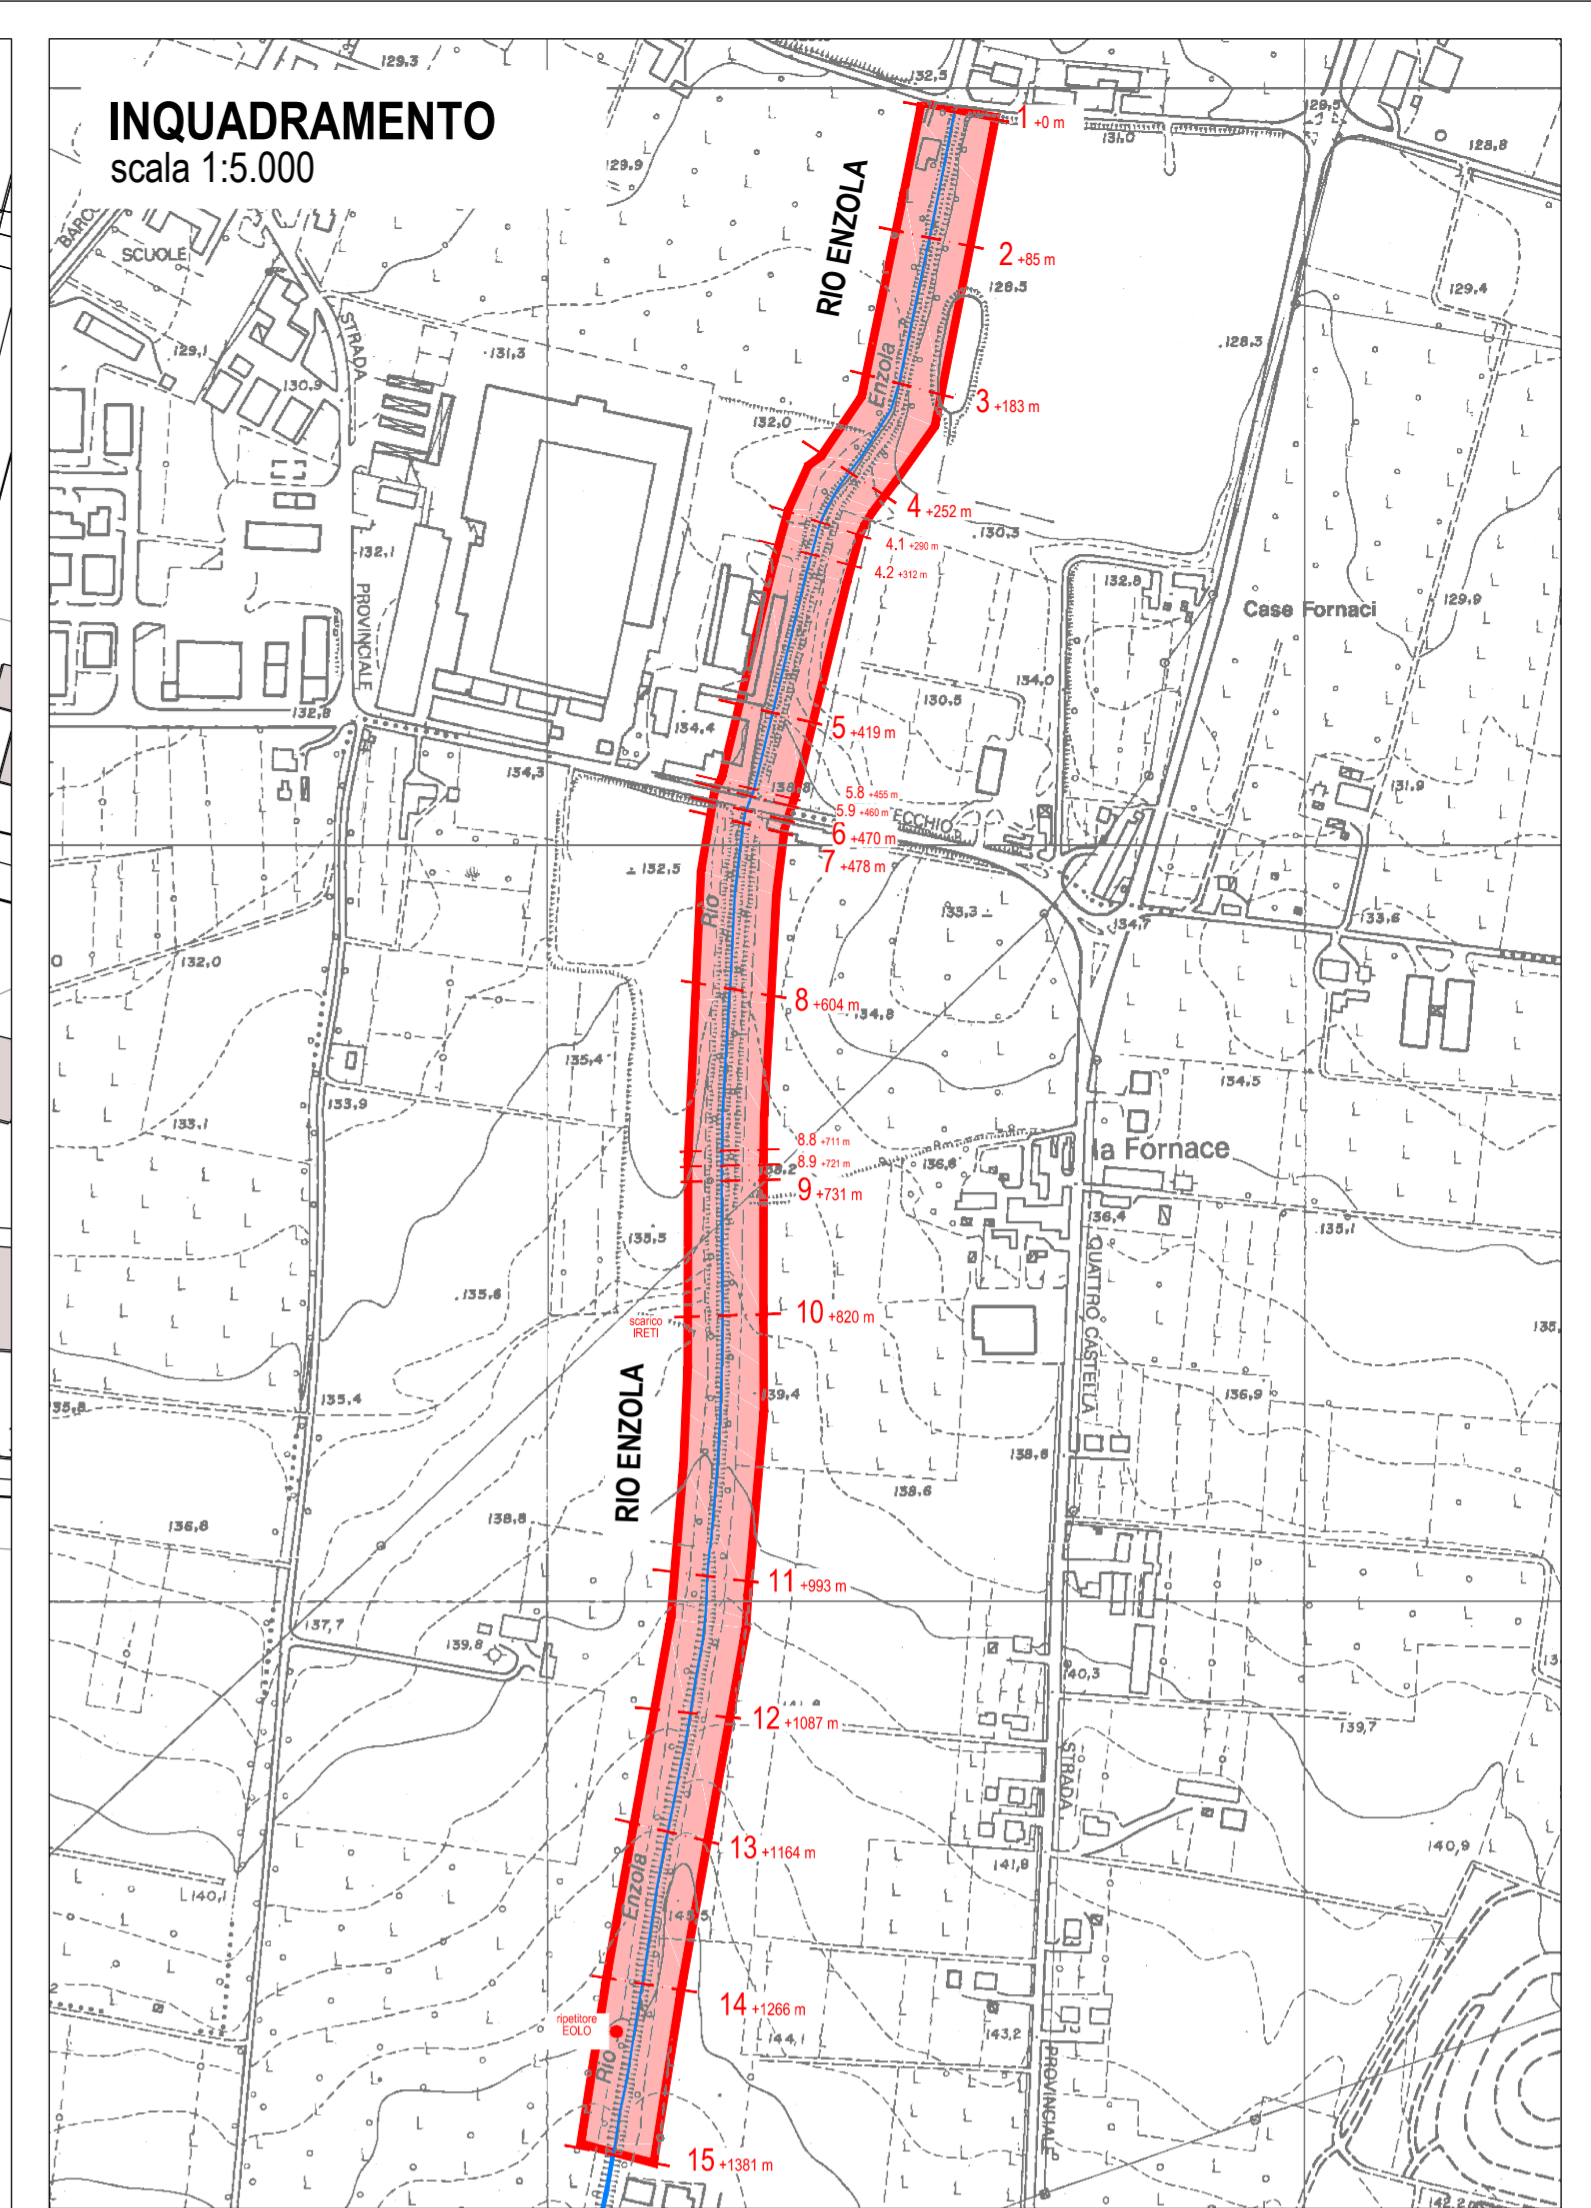 INQUADRAMENTO
scala 1:5.000
129,3
132,5
1 +0 m
131,0
129,5
128,8
129,9
RIO ENZOLA
SCUOLE
2 +85 m
128,5
129,4
STRADA
129,1
131,3
128,3
130,9
Enzola
3 +183 m
132,0
4 +252 m
130,3
4.1 +290 m
132,1
4.2 +312 m
132,8
PROVINCIALE
Case Fornaci
129,9
134,0
130,5
132,8
134,4
5 +419 m
134,3
138,8
5.8 +455 m
131,9
5.9 +460 m
ECCHIO
6 +470 m
7 +478 m
132,5
Rio
133,3
134,7
133,6
132,0
8 +604 m
134,8
135,4
134,5
133,9
133,1
8.8 +711 m
la Fornace
8.9 +721 m
136,8
9 +731 m
136,4
135,1
135,5
QUATTRO CASTELLA
135,6
scarico
IRETI
10 +820 m
135,
RIO ENZOLA
135,4
139,4
136,9
138,6
138,6
136,8
138,8
11 +993 m
137,7
139,8
140,3
12 +1087 m
139,7
STRADA
13 +1164 m
140,9
141,8
Enzola
140,1
145,5
14 +1266 m
ripetitore
EOLO
144,1
143,2
Rio
PROVINCIALE
15 +1381 m